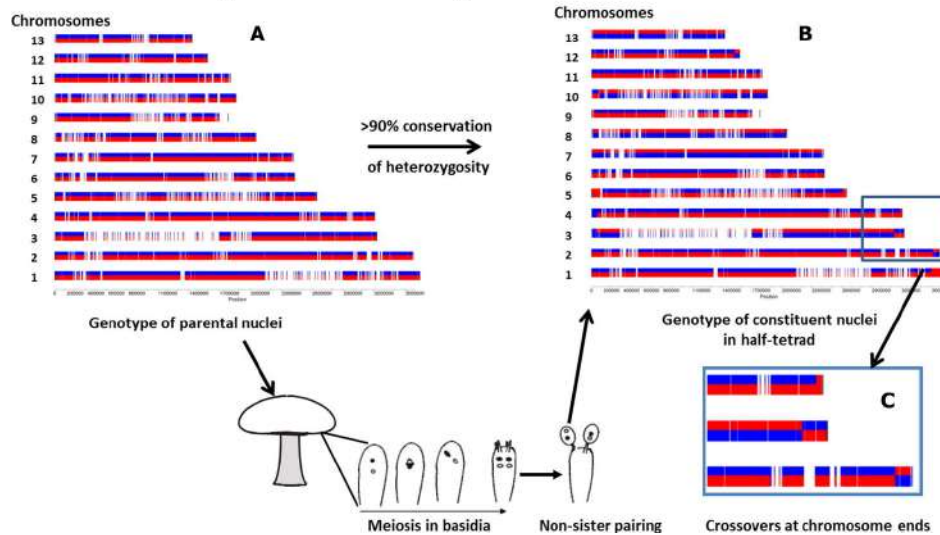 Chromosomes
A
13
12
11
10
9
8
7
6
5
4
3
2
1
Position
Genotype of parental nuclei
>90% conservation
of heterozygosity
Chromosomes
B
13
12
11
10
9
8
7
6
5
4
3
2
1
Position
Genotype of constituent nuclei
in half-tetrad
C
Meiosis in basidia
Non-sister pairing
Crossovers at chromosome ends